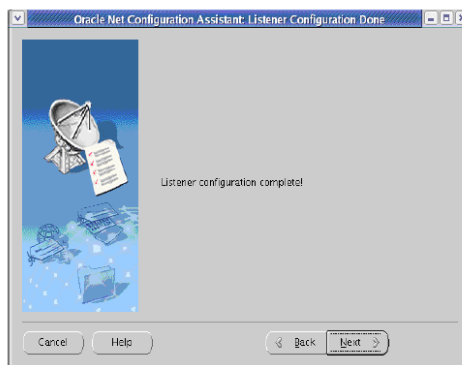 Oracle Net Configuration Assistant: Listener Configuration Done
Listener configuration complete!
Cancel
Help
Back
Next